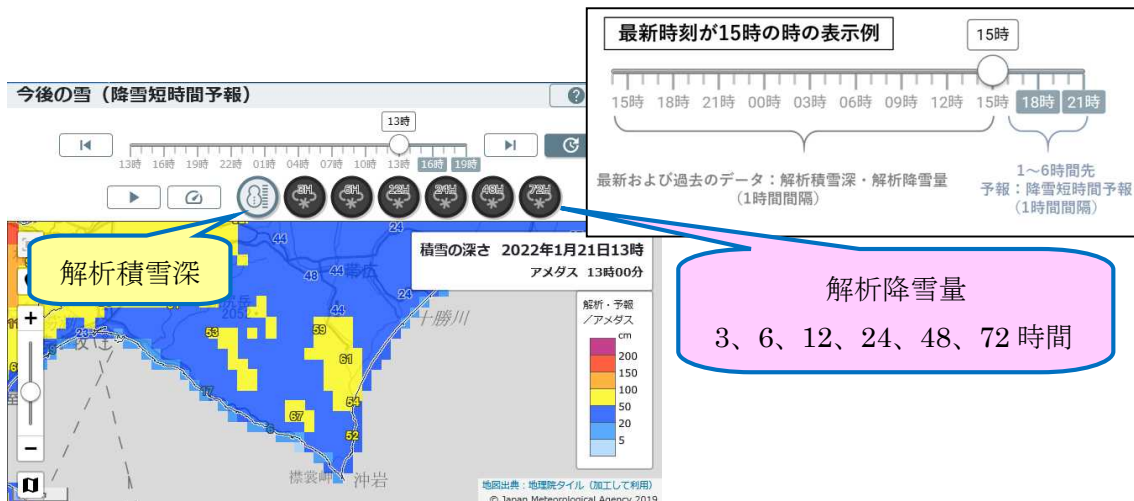 最新時刻が15時の時の表示例
15時
15時 18時 21時 00時 03時 06時 09時 12時 15時 18時 21時
最新および過去のデータ：解析積雪深・解析降雪量
（1時間間隔）
1～6時間先
予報：降雪短時間予報
（1時間間隔）
今後の雪（降雪短時間予報）
?
13時
13時 16時 19時 22時 01時 04時 07時 10時 13時 16時 19時
3H 6H 12H 24H 48H 72H
解析積雪深
解析降雪量
3、6、12、24、48、72 時間
積雪の深さ 2022年1月21日13時
アメダス 13時00分
解析・予報
／アメダス
cm
200
150
100
50
20
5
44
24
48 44 帯広
24
2052
44
53
59
十勝川
23
61
17
54
67
6
52
襟裳岬 沖岩
+
−
地図出典：地理院タイル（加工して利用）
© Japan Meteorological Agency 2019